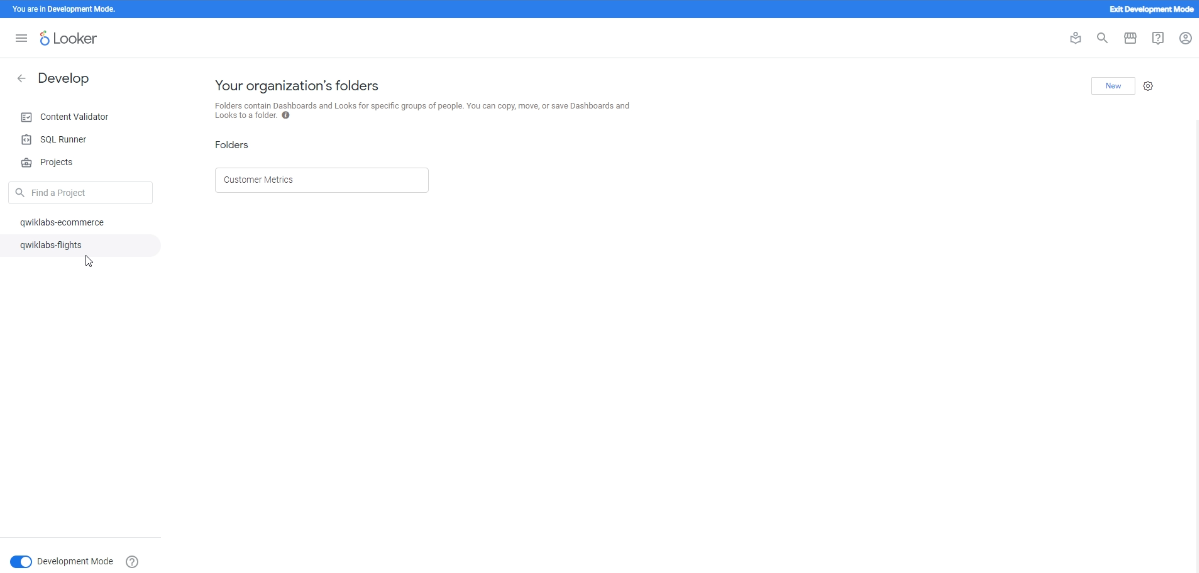 You are in Development Mode.
Exit Development Mode
Looker
Develop
Content Validator
SQL Runner
Projects
Find a Project
qwiklabs-ecommerce
qwiklabs-flights
Development Mode
Your organization's folders
New
Folders contain Dashboards and Looks for specific groups of people. You can copy, move, or save Dashboards and
Looks to a folder.
Folders
Customer Metrics